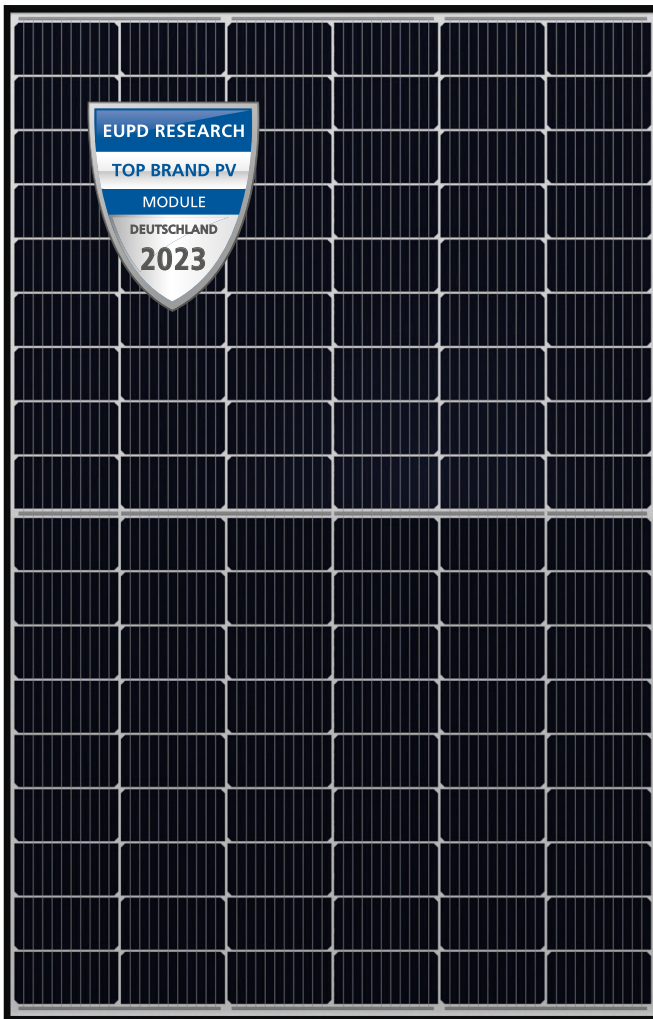 EUPD RESEARCH
TOP BRAND PV
MODULE
DEUTSCHLAND
2023